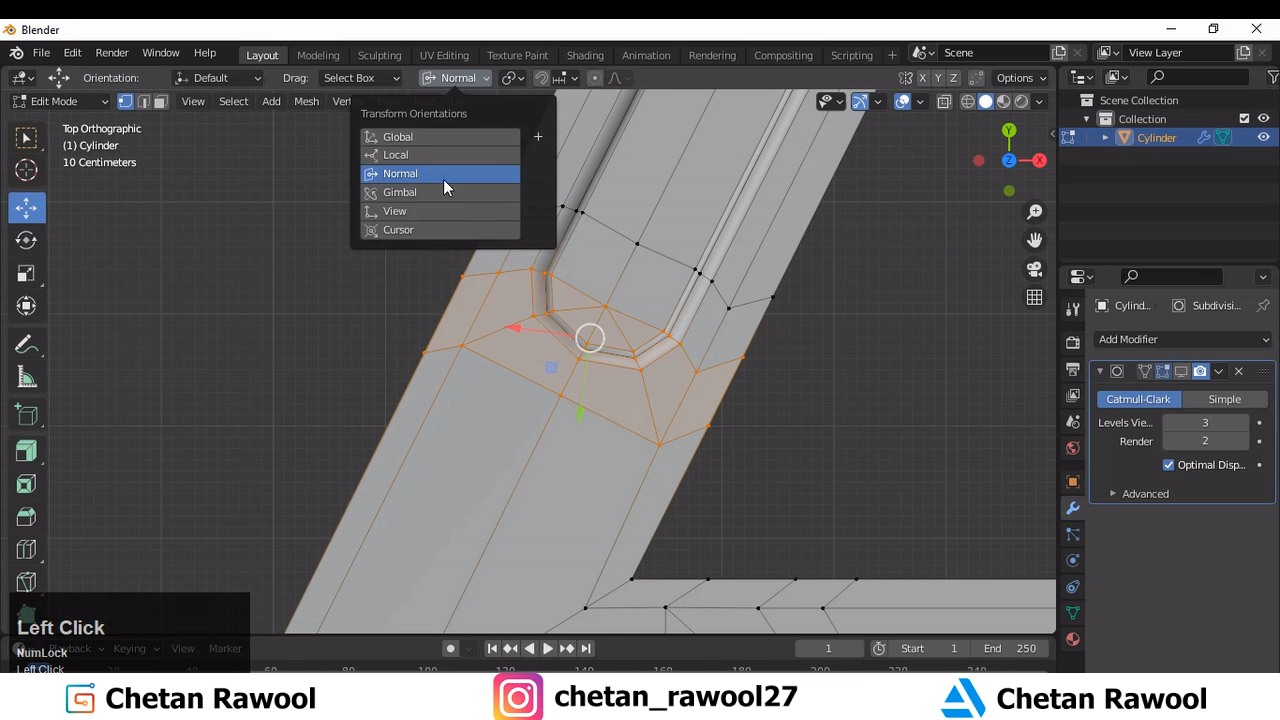 Blender
File Edit Render Window Help Layout Modeling Sculpting UV Editing Texture Paint Shading Animation Rendering Compositing Scripting + Scene View Layer
Orientation: Default Drag: Select Box Normal X Y Z Options
Edit Mode View Select Add Mesh
Transform Orientations
Global
Local
Normal
Gimbal
View
Cursor
Top Orthographic
(1) Cylinder
10 Centimeters
Y
Z
X
Scene Collection
Collection
Cylinder
Cylind.. Subdivisi..
Add Modifier
Catmull-Clark Simple
Levels Vie... 3
Render 2
Optimal Disp...
Advanced
Left Click
NumLock
Left Click
Playback Keying View Marker 1 Start 1 End 250
Chetan Rawool chetan_rawool27 Chetan Rawool